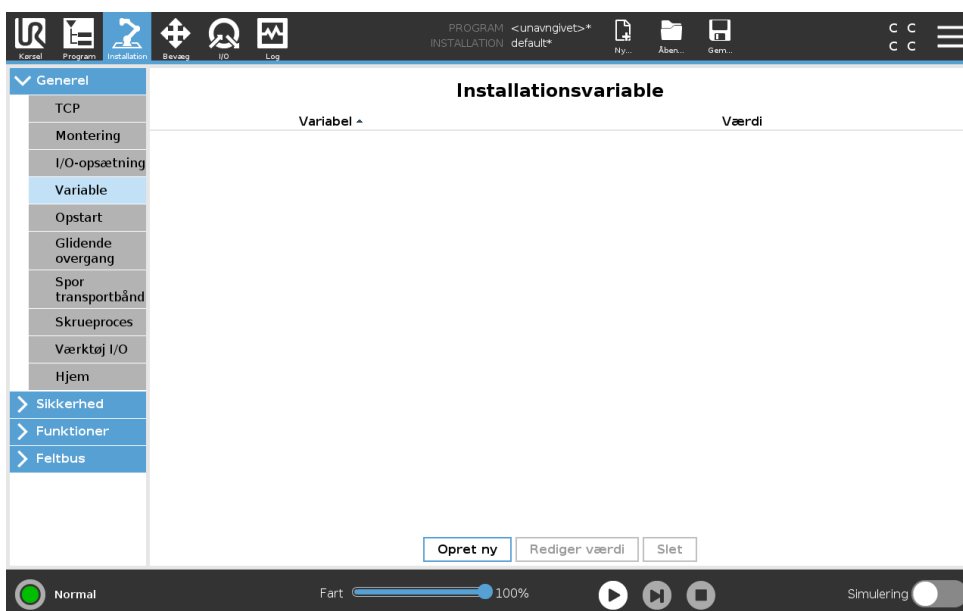 UR
Kørsel
Program
Installation
Bevæg
I/O
Log
PROGRAM <unavngivet>*
INSTALLATION default*
Ny...
Åben...
Gem...
C C
C C
Generel
TCP
Montering
I/O-opsætning
Variable
Opstart
Glidende
overgang
Spor
transportbånd
Skrueproces
Værktøj I/O
Hjem
Sikkerhed
Funktioner
Feltbus
Installationsvariable
Variabel
Værdi
Opret ny
Rediger værdi
Slet
Normal
Fart
100%
Simulering